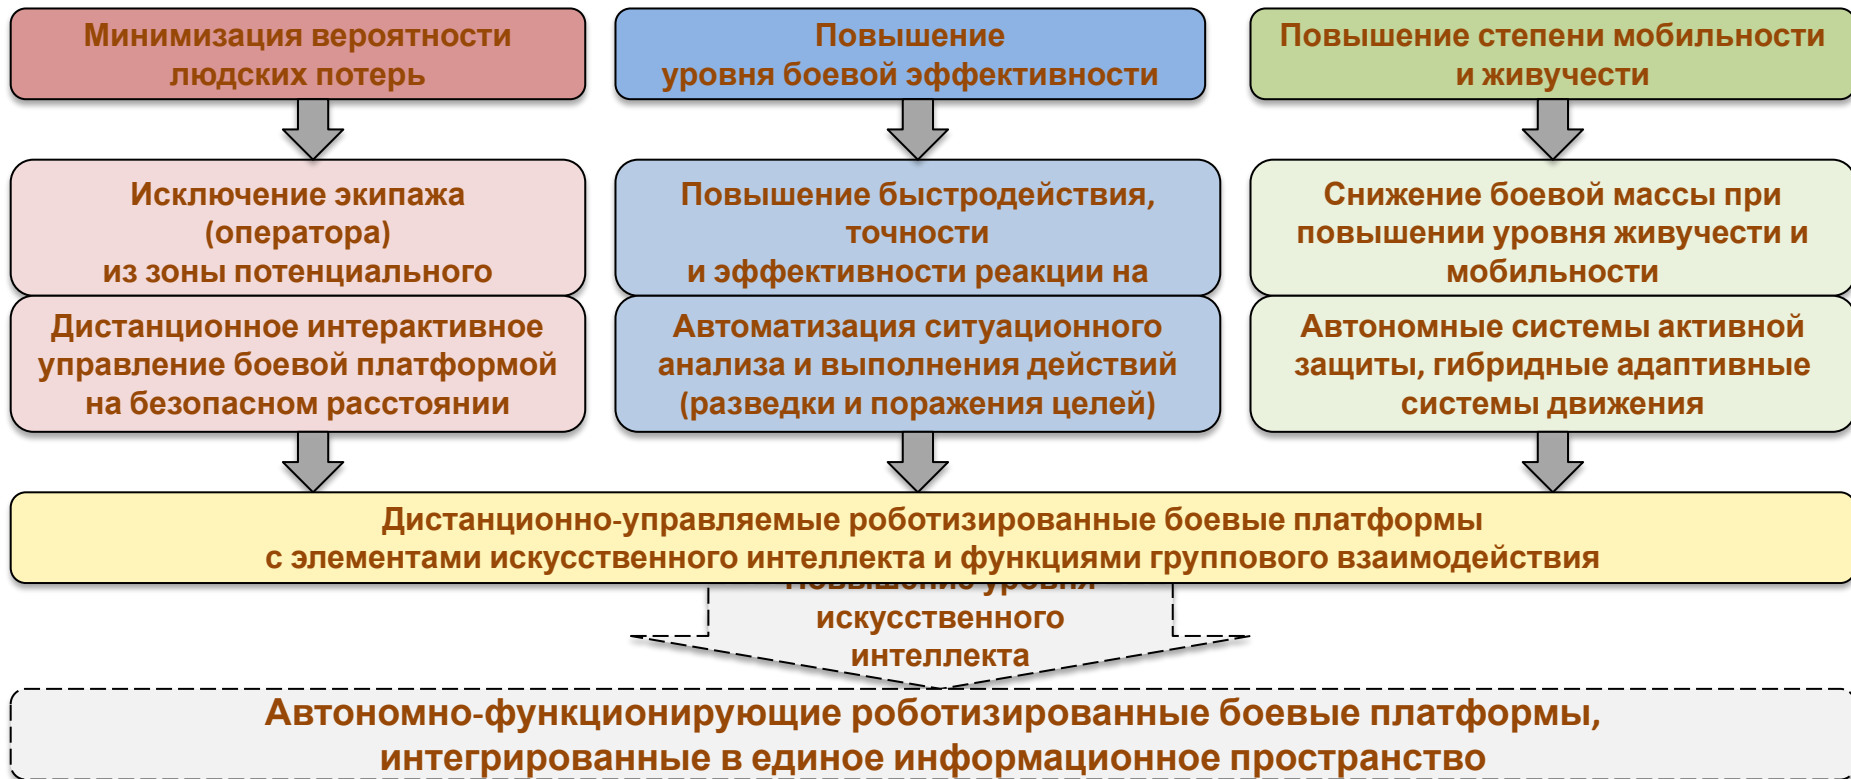 Минимизация вероятности
людских потерь
Повышение
уровня боевой эффективности
Повышение степени мобильности
и живучести
Исключение экипажа
(оператора)
из зоны потенциального
Повышение быстродействия,
точности
и эффективности реакции на
Снижение боевой массы при
повышении уровня живучести и
мобильности
Дистанционное интерактивное
управление боевой платформой
на безопасном расстоянии
Автоматизация ситуационного
анализа и выполнения действий
(разведки и поражения целей)
Автономные системы активной
защиты, гибридные адаптивные
системы движения
Дистанционно-управляемые роботизированные боевые платформы
с элементами искусственного интеллекта и функциями группового взаимодействия
Повышение уровня
искусственного
интеллекта
Автономно-функционирующие роботизированные боевые платформы,
интегрированные в единое информационное пространство